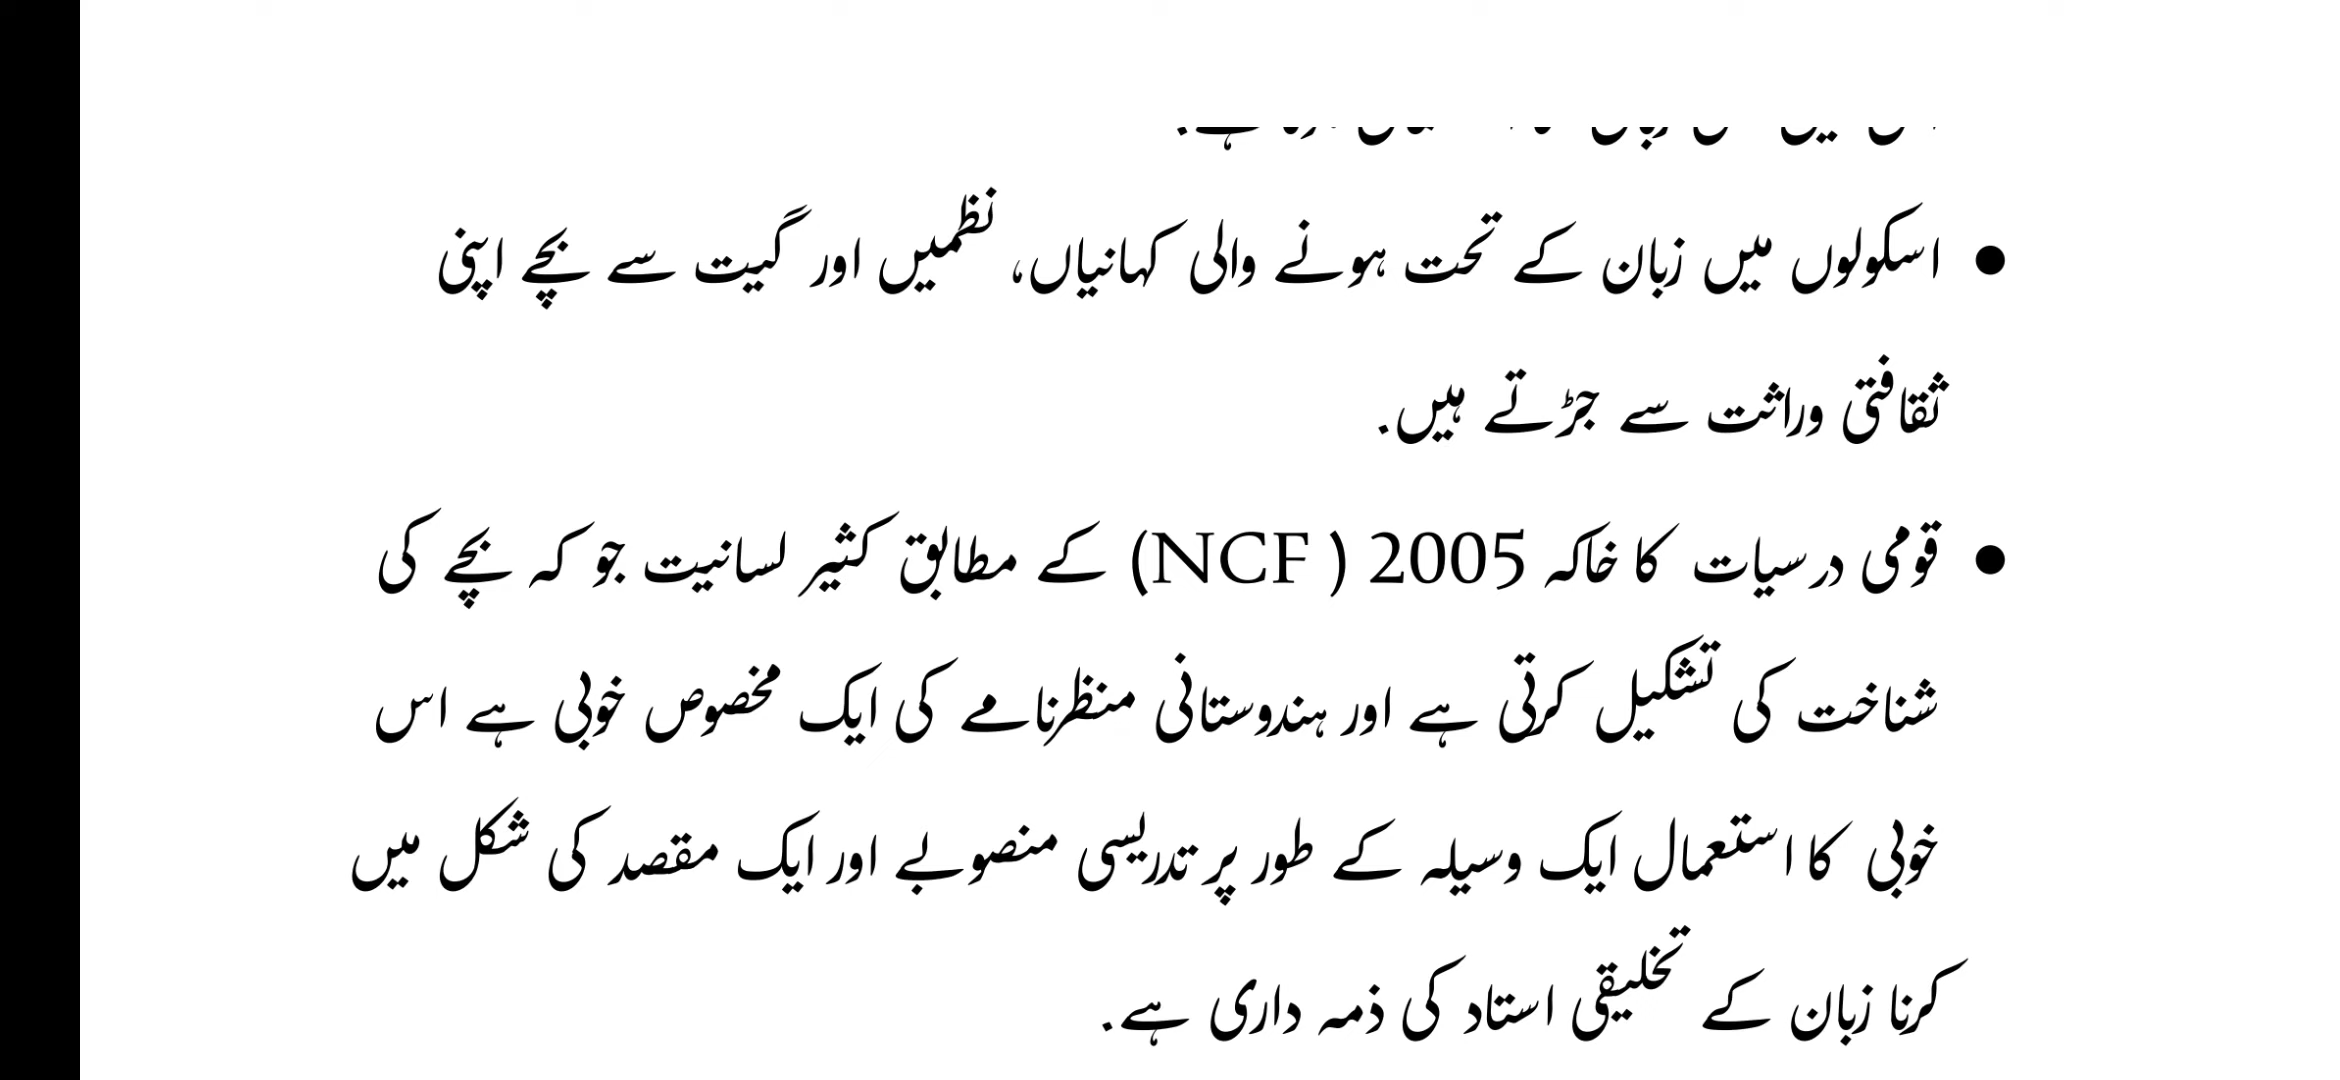 ● اسکولوں میں زبان کے تحت ہونے والی کہانیاں، نظمیں اور گیت سے بچے اپنی
ثقافتی وراثت سے جڑتے ہیں.
● قومی درسیات کا خاکہ 2005 ( NCF) کے مطابق کثیر لسانیت جو کہ بچے کی
شناخت کی تشکیل کرتی ہے اور ہندوستانی منظرنامے کی ایک مخصوص خوبی ہے اس
خوبی کا استعمال ایک وسیلہ کے طور پر تدریسی منصوبے اور ایک مقصد کی شکل میں
کرنا زبان کے تخلیقی استاد کی ذمہ داری ہے.